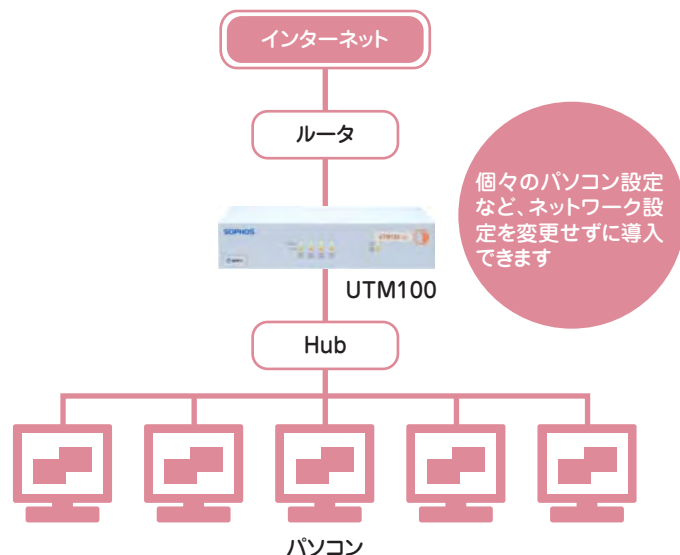 インターネット
ルータ
個々のパソコン設定
など、ネットワーク設
定を変更せずに導入
できます
SOPHOS
UTM100
UTM100
Hub
パソコン